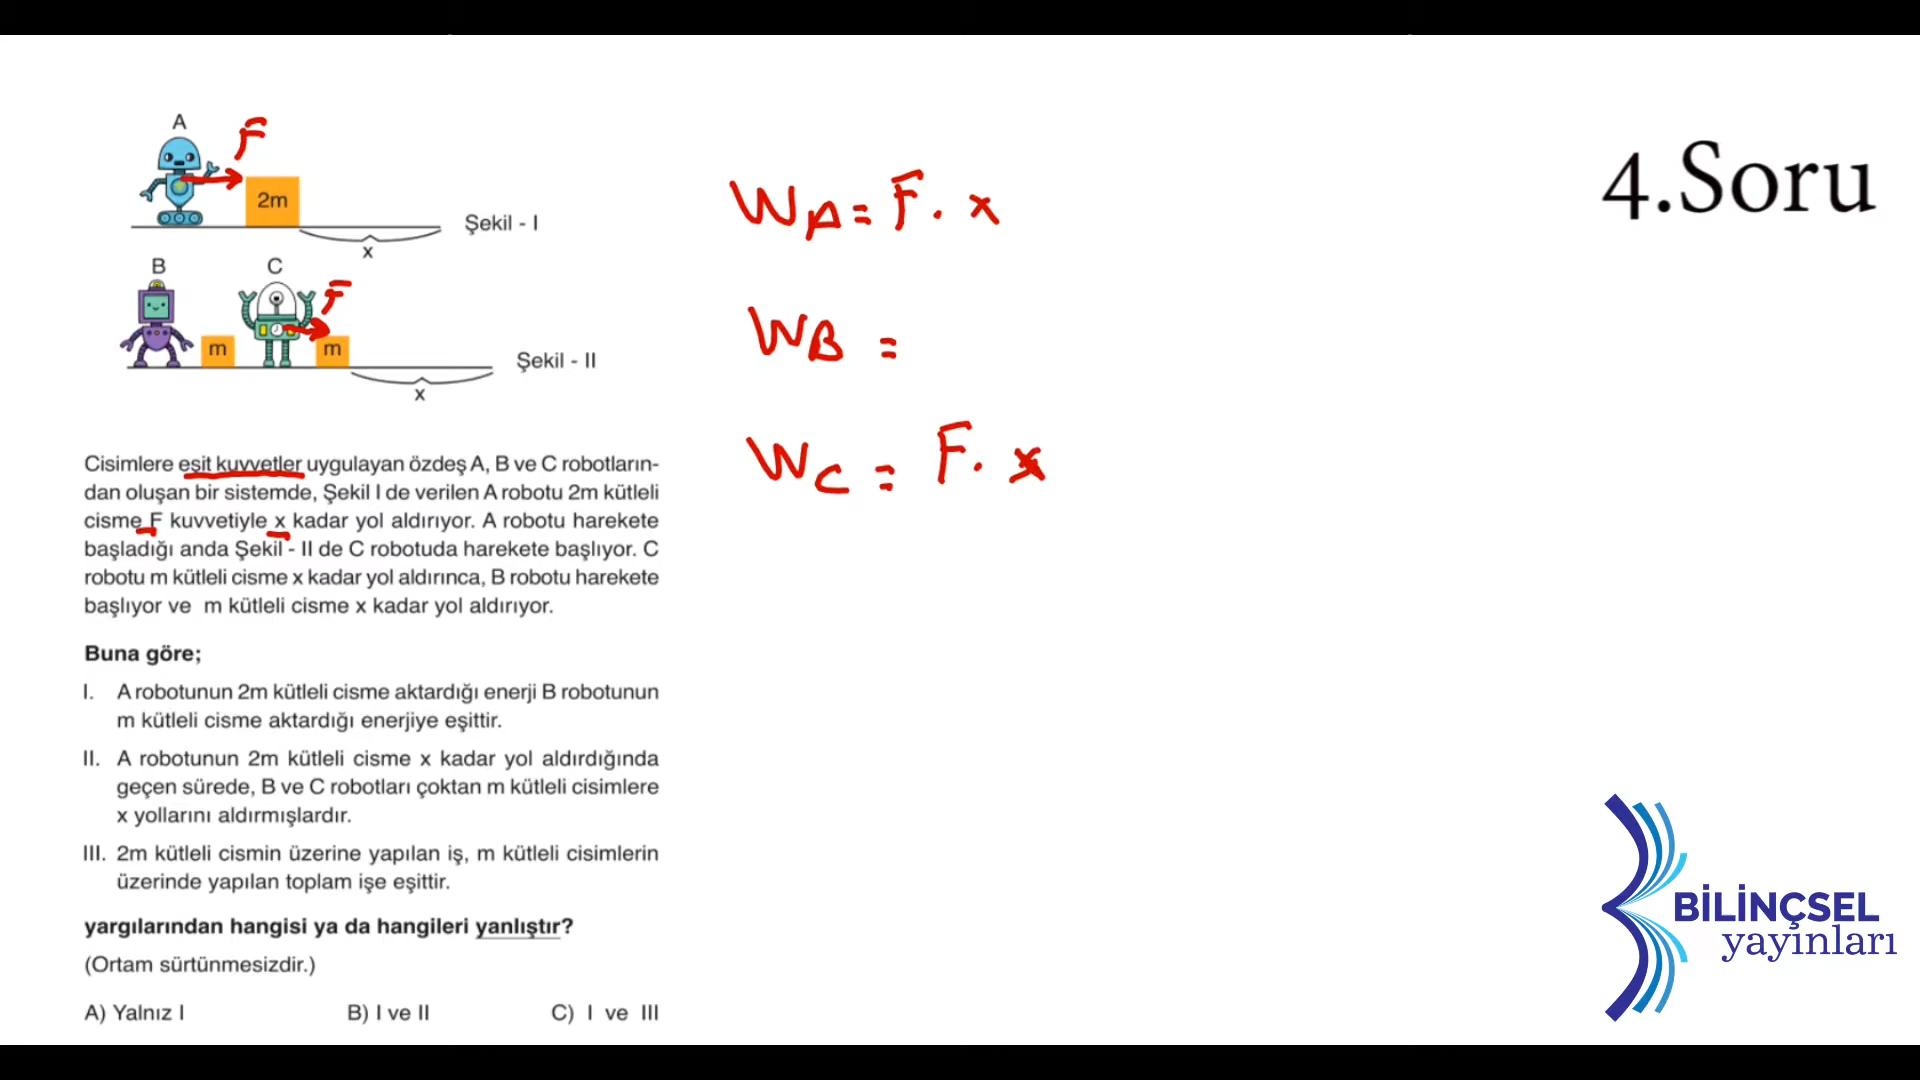 A
F
2m
Şekil - I
x
B
C
F
m
m
Şekil - II
x
W_A = F. x
W_B =
W_C = F. x
4.Soru
Cisimlere eşit kuvvetler uygulayan özdeş A, B ve C robotların-
dan oluşan bir sistemde, Şekil I de verilen A robotu 2m kütleli
cisme F kuvvetiyle x kadar yol aldırıyor. A robotu harekete
başladığı anda Şekil - II de C robotuda harekete başlıyor. C
robotu m kütleli cisme x kadar yol aldırınca, B robotu harekete
başlıyor ve m kütleli cisme x kadar yol aldırıyor.
Buna göre;
I. A robotunun 2m kütleli cisme aktardığı enerji B robotunun
m kütleli cisme aktardığı enerjiye eşittir.
II. A robotunun 2m kütleli cisme x kadar yol aldırdığında
geçen sürede, B ve C robotları çoktan m kütleli cisimlere
x yollarını aldırmışlardır.
III. 2m kütleli cismin üzerine yapılan iş, m kütleli cisimlerin
üzerinde yapılan toplam işe eşittir.
yargılarından hangisi ya da hangileri yanlıştır?
(Ortam sürtünmesizdir.)
A) Yalnız I B) I ve II C) I ve III
BİLİNÇSEL
yayınları